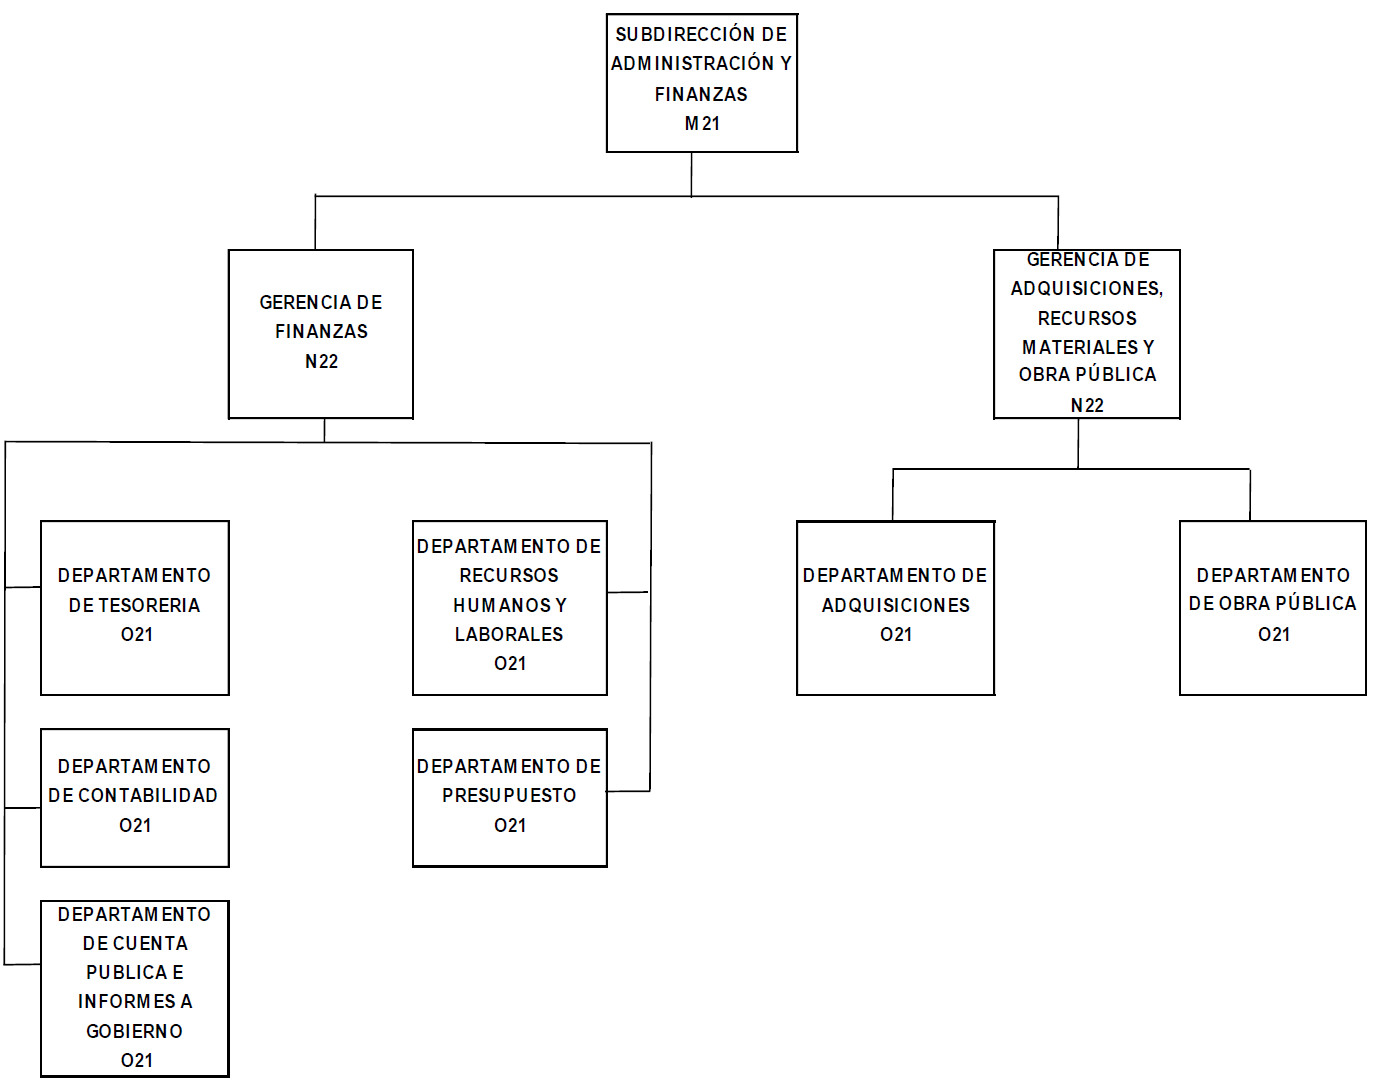 SUBDIRECCIÓN DE
ADMINISTRACIÓN Y
FINANZAS
M21
GERENCIA DE
FINANZAS
N22
GERENCIA DE
ADQUISICIONES,
RECURSOS
MATERIALES Y
OBRA PÚBLICA
N22
DEPARTAMENTO
DE TESORERIA
O21
DEPARTAMENTO DE
RECURSOS
HUMANOS Y
LABORALES
O21
DEPARTAMENTO DE
ADQUISICIONES
O21
DEPARTAMENTO
DE OBRA PÚBLICA
O21
DEPARTAMENTO
DE CONTABILIDAD
O21
DEPARTAMENTO DE
PRESUPUESTO
O21
DEPARTAMENTO
DE CUENTA
PUBLICA E
INFORMES A
GOBIERNO
O21